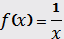 f(x) = 1/x